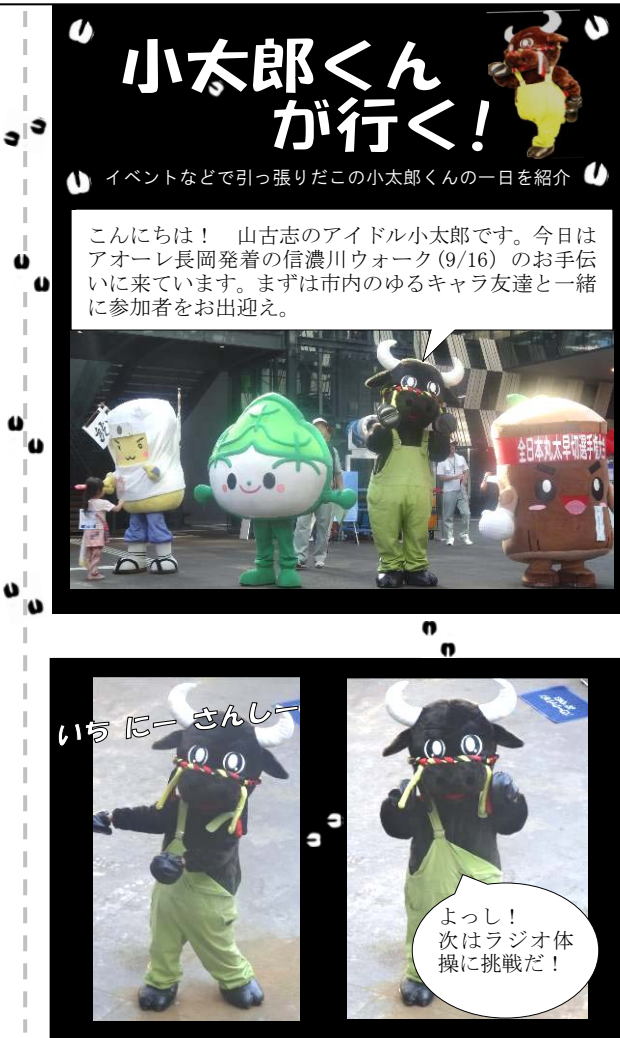 小太郎くん
が行く!
イベントなどで引っ張りだこの小太郎くんの一日を紹介
こんにちは！　山古志のアイドル小太郎です。今日は
アオーレ長岡発着の信濃川ウォーク(9/16) のお手伝
いに来ています。まずは市内のゆるキャラ友達と一緒
に参加者をお出迎え。
全日本丸太早切選手権大会
いち にー さんしー
よっし！
次はラジオ体
操に挑戦だ！